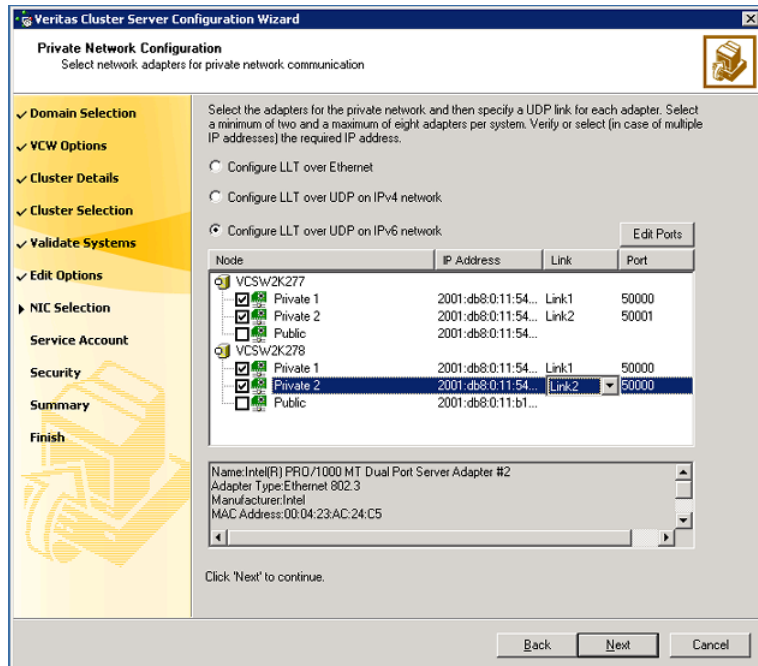 Veritas Cluster Server Configuration Wizard
Private Network Configuration
Select network adapters for private network communication
Domain Selection
VCW Options
Cluster Details
Cluster Selection
Validate Systems
Edit Options
NIC Selection
Service Account
Security
Summary
Finish
Select the adapters for the private network and then specify a UDP link for each adapter. Select
a minimum of two and a maximum of eight adapters per system. Verify or select (in case of multiple
IP addresses) the required IP address.
Configure LLT over Ethernet
Configure LLT over UDP on IPv4 network
Configure LLT over UDP on IPv6 network
Edit Ports
Node IP Address Link Port
VCSW2K277
Private 1 2001:db8:0:11:54... Link1 50000
Private 2 2001:db8:0:11:54... Link2 50001
Public 2001:db8:0:11:54...
VCSW2K278
Private 1 2001:db8:0:11:54... Link1 50000
Private 2 2001:db8:0:11:54... Link2 50000
Public 2001:db8:0:11:b1...
Name:Intel(R) PRO/1000 MT Dual Port Server Adapter #2
Adapter Type:Ethernet 802.3
Manufacturer:Intel
MAC Address:00:04:23:AC:24:C5
Click 'Next' to continue.
Back Next Cancel